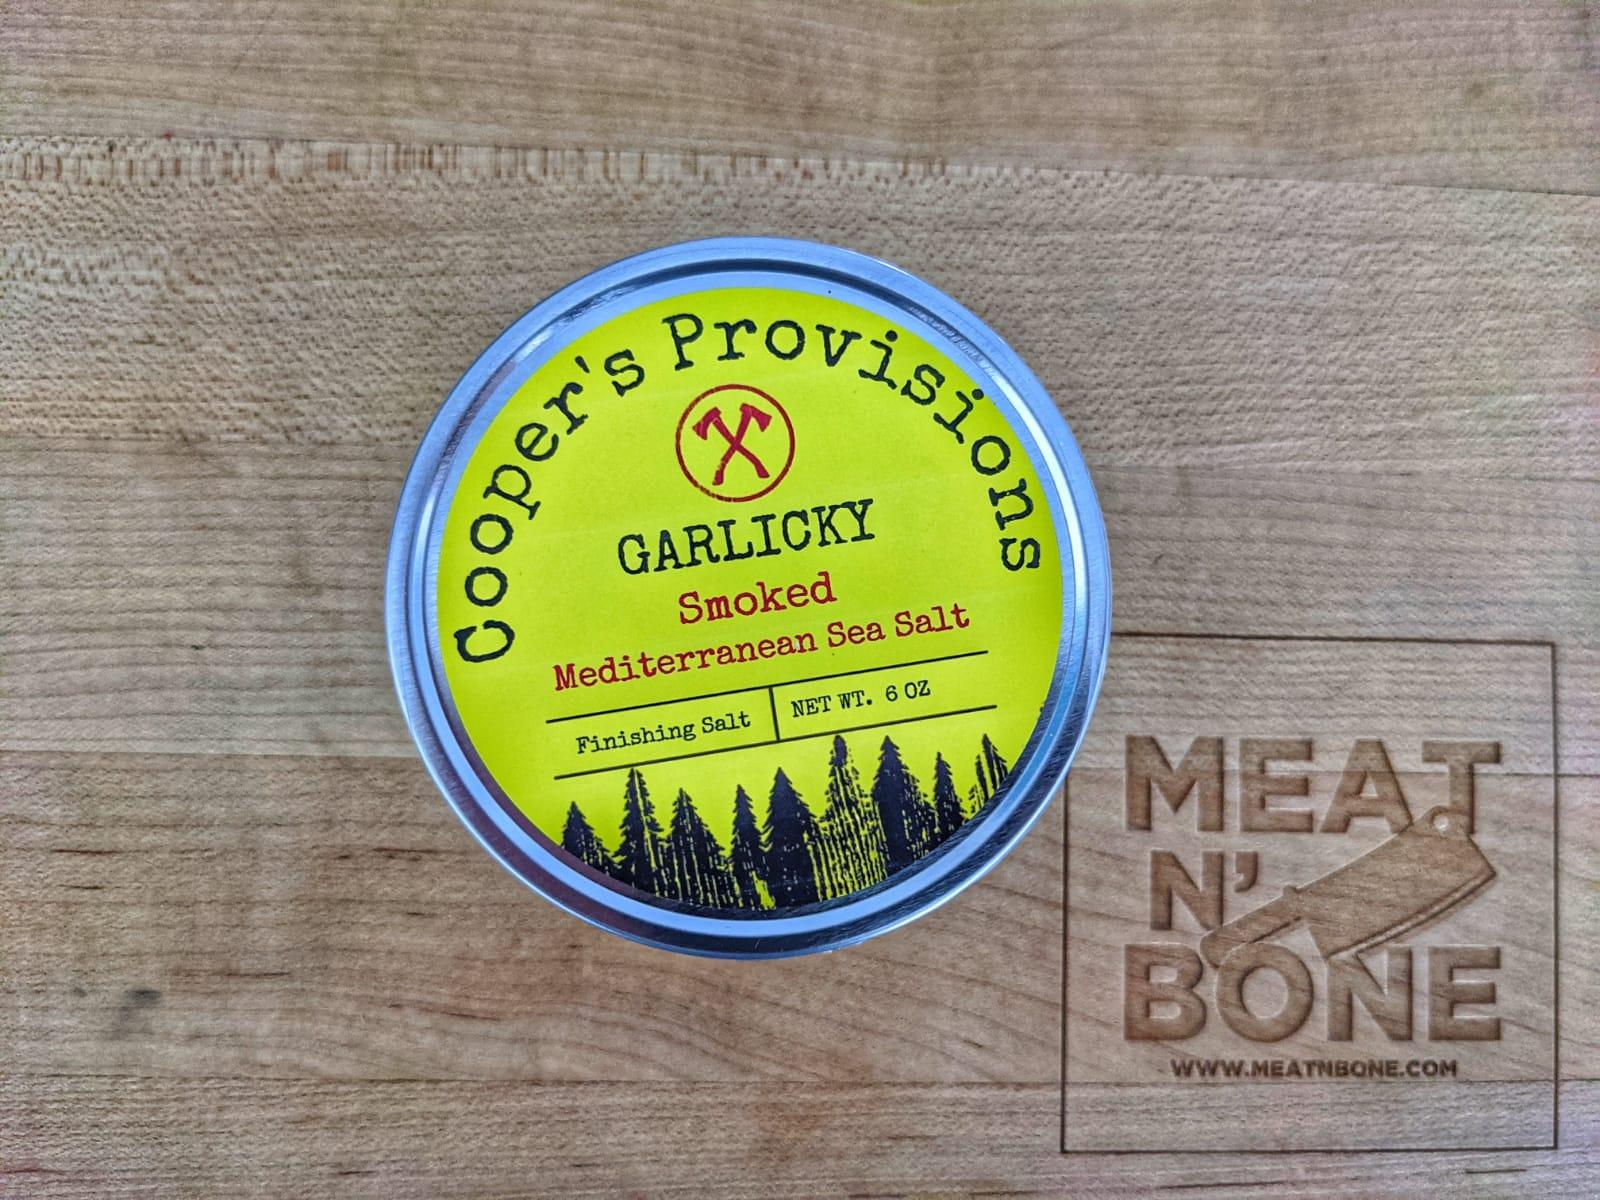 Cooper's Provisions
GARLICKY
Smoked
Mediterranean Sea Salt
Finishing Salt
NET WT. 6 OZ
MEAT
N'
BONE
WWW.MEATNBONE.COM